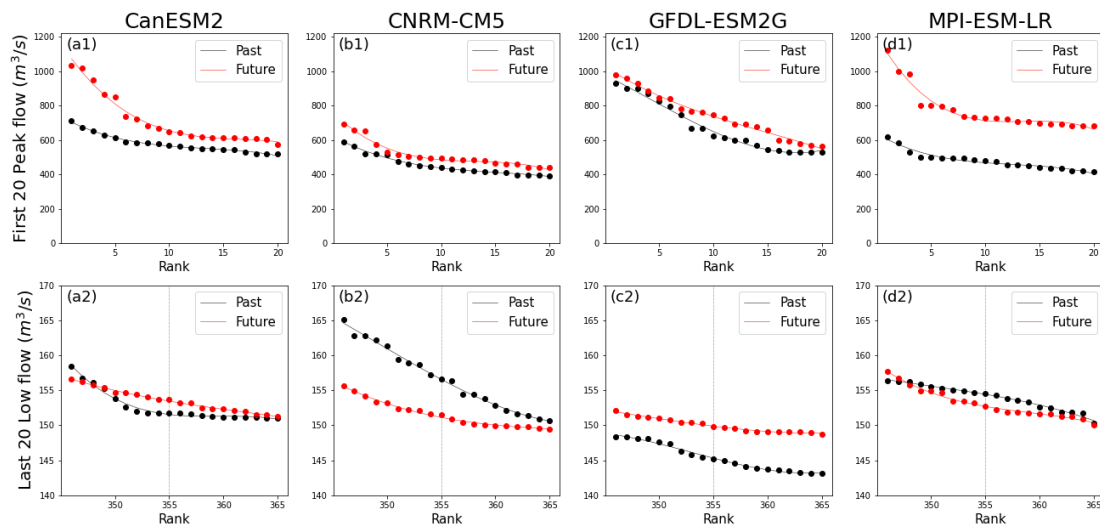 CanESM2 CNRM-CM5 GFDL-ESM2G MPI-ESM-LR
First 20 Peak flow (m³/s)
(a1) Past Future
1200 1000 800 600 400 200 0
5 10 15 20
Rank
(b1) Past Future
1200 1000 800 600 400 200 0
5 10 15 20
Rank
(c1) Past Future
1200 1000 800 600 400 200 0
5 10 15 20
Rank
(d1) Past Future
1200 1000 800 600 400 200 0
5 10 15 20
Rank
Last 20 Low flow (m³/s)
(a2) Past Future
170 165 160 155 150 145 140
350 355 360 365
Rank
(b2) Past Future
170 165 160 155 150 145 140
350 355 360 365
Rank
(c2) Past Future
170 165 160 155 150 145 140
350 355 360 365
Rank
(d2) Past Future
170 165 160 155 150 145 140
350 355 360 365
Rank